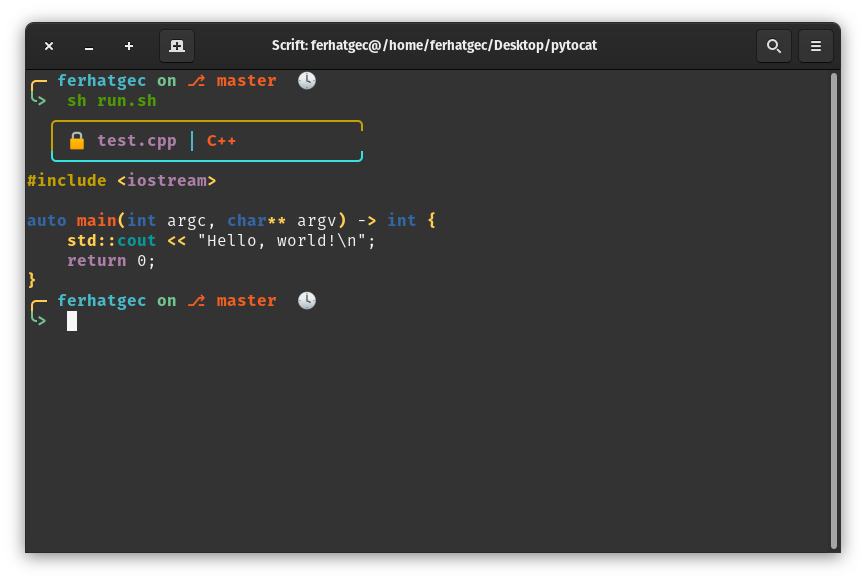 Scrift: ferhatgec@/home/ferhatgec/Desktop/pytocat
ferhatgec on ⎇ master 🕓
> sh run.sh
🔒 test.cpp | C++
#include <iostream>
auto main(int argc, char** argv) -> int {
    std::cout << "Hello, world!\n";
    return 0;
}
ferhatgec on ⎇ master 🕓
>